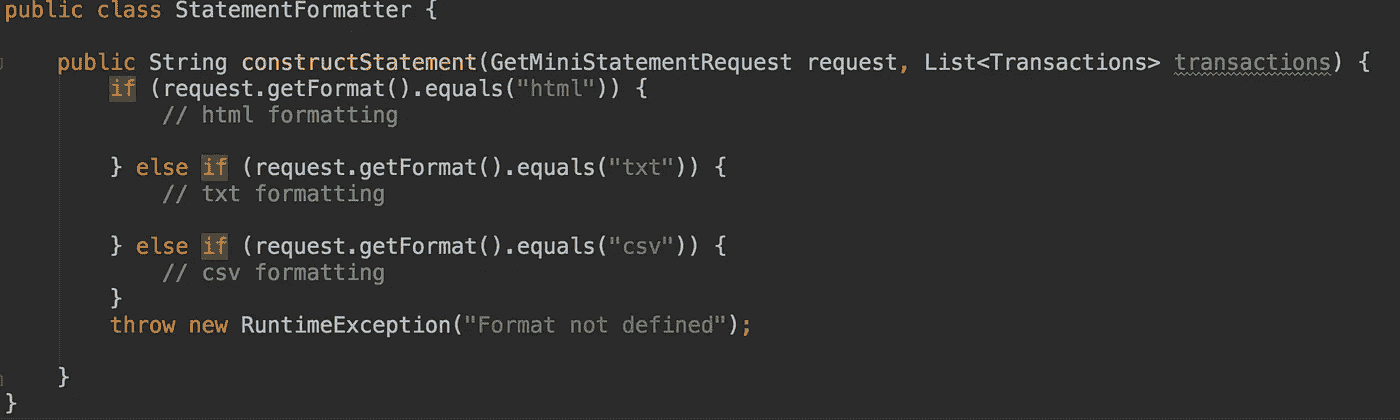 public class StatementFormatter {
public String constructStatement(GetMiniStatementRequest request, List<Transactions> transactions) {
if (request.getFormat().equals("html")) {
// html formatting
} else if (request.getFormat().equals("txt")) {
// txt formatting
} else if (request.getFormat().equals("csv")) {
// csv formatting
}
throw new RuntimeException("Format not defined");
}
}